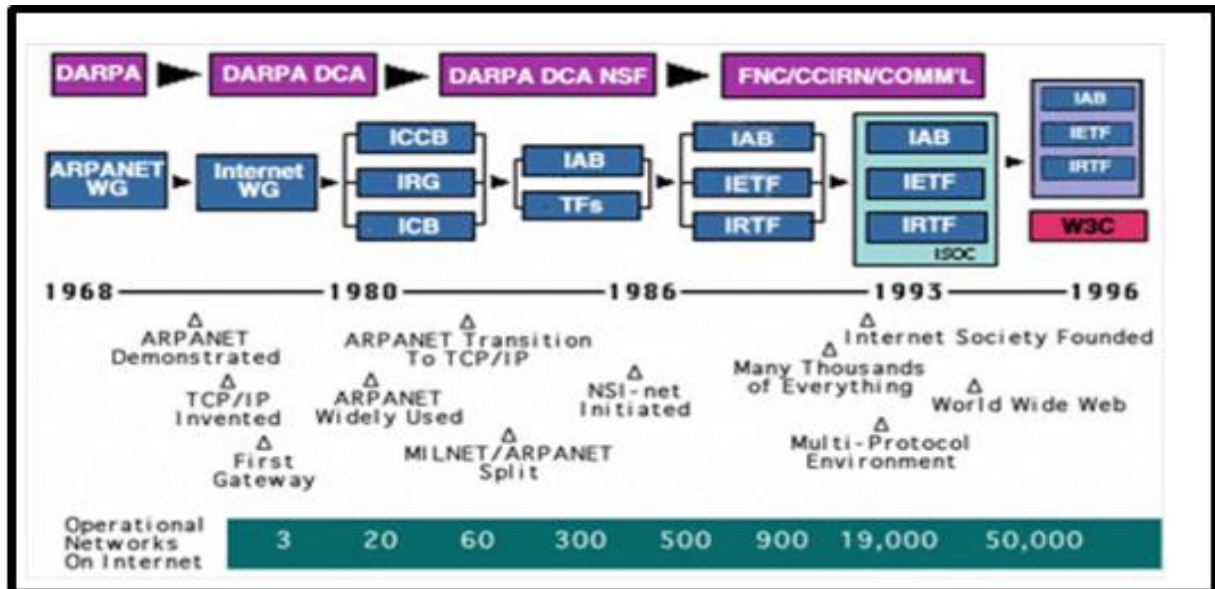 DARPA DARPA DCA DARPA DCA NSF FNC/CCIRN/COMM'L
IAB
IETF
IRTF
ARPANET
WG
Internet
WG
ICCB
IRG
ICB
IAB
TFs
IAB
IETF
IRTF
IAB
IETF
IRTF
ISOC
W3C
1968 1980 1986 1993 1996
ARPANET
Demonstrated
ARPANET Transition
To TCP/IP
Internet Society Founded
TCP/IP
Invented
ARPANET
Widely Used
NSI-net
Initiated
Many Thousands
of Everything
World Wide Web
First
Gateway
MILNET/ARPANET
Split
Multi-Protocol
Environment
Operational
Networks
On Internet
3 20 60 300 500 900 19,000 50,000